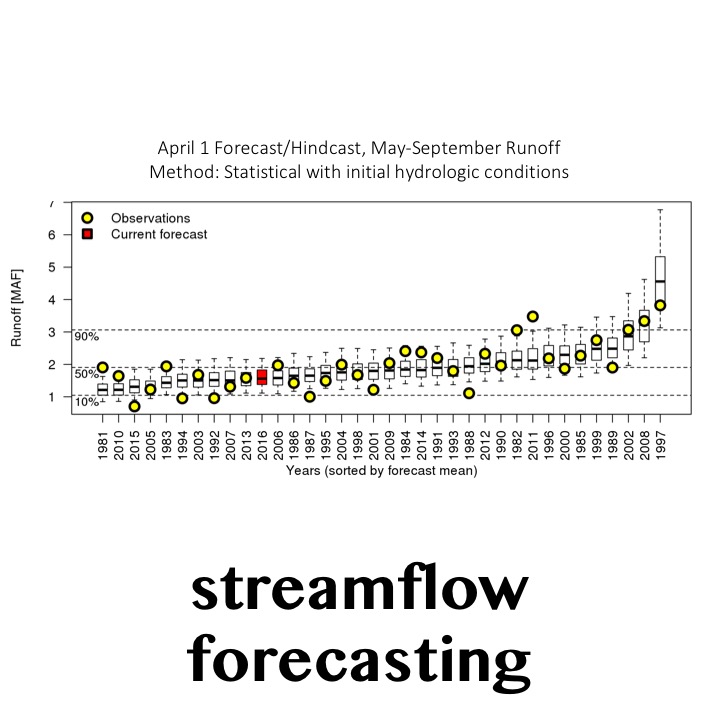 April 1 Forecast/Hindcast, May-September Runoff
Method: Statistical with initial hydrologic conditions
7
Observations
Current forecast
6
5
4
3
90%
2
50%
1
10%
Runoff [MAF]
1981 2010 2015 2005 1983 1994 2003 1992 2007 2013 2016 2006 1986 1987 1995 2004 1998 2001 2009 1984 2014 1991 1993 1988 2012 1990 1982 2011 1996 2000 1985 1999 1989 2002 2008 1997
Years (sorted by forecast mean)
streamflow
forecasting